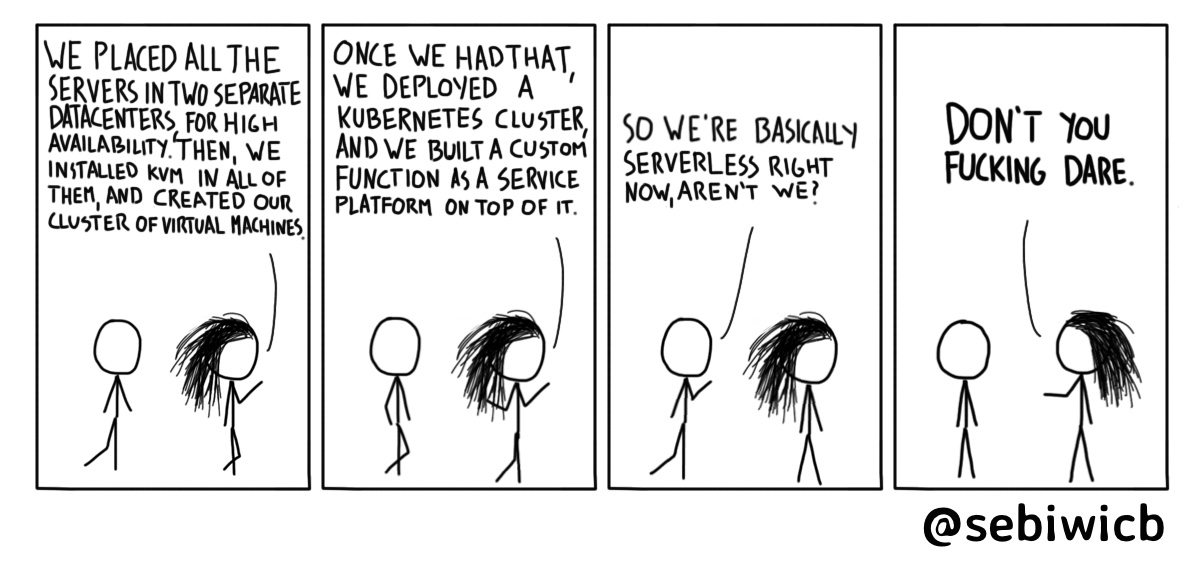 WE PLACED ALL THE
SERVERS IN TWO SEPARATE
DATACENTERS, FOR HIGH
AVAILABILITY. THEN, WE
INSTALLED KVM IN ALL OF
THEM, AND CREATED OUR
CLUSTER OF VIRTUAL MACHINES.
ONCE WE HAD THAT,
WE DEPLOYED A
KUBERNETES CLUSTER,
AND WE BUILT A CUSTOM
FUNCTION AS A SERVICE
PLATFORM ON TOP OF IT.
SO WE'RE BASICALLY
SERVERLESS RIGHT
NOW, AREN'T WE?
DON'T YOU
FUCKING DARE.
@sebiwicb